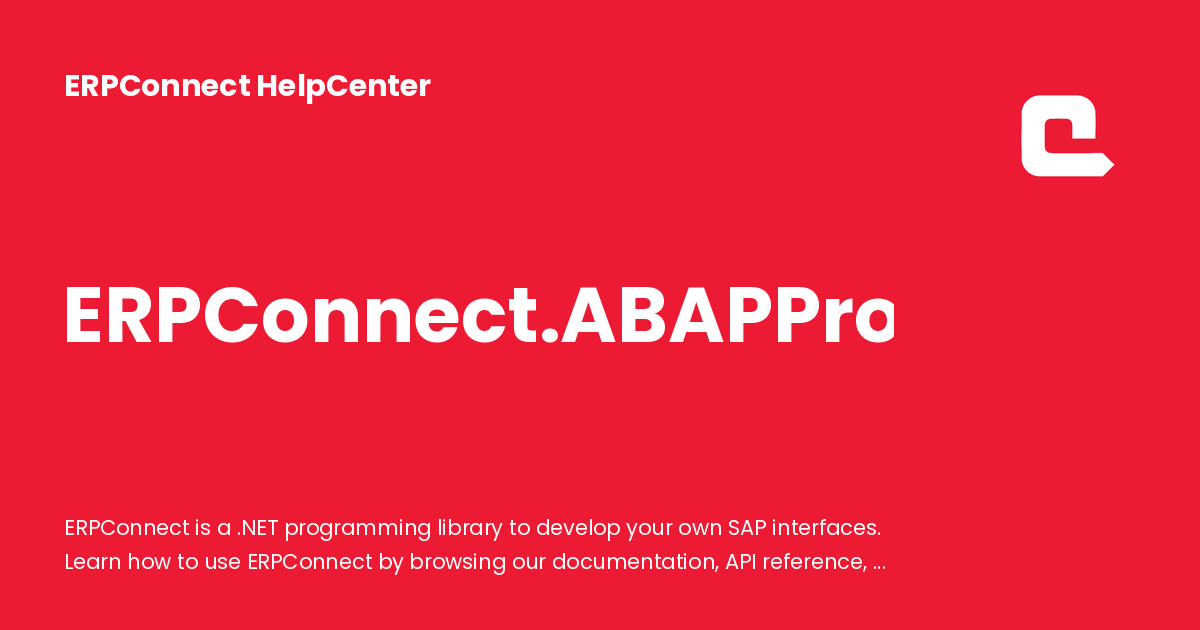 ERPConnect HelpCenter
ERPConnect.ABAPPro
ERPConnect is a .NET programming library to develop your own SAP interfaces.
Learn how to use ERPConnect by browsing our documentation, API reference, ...